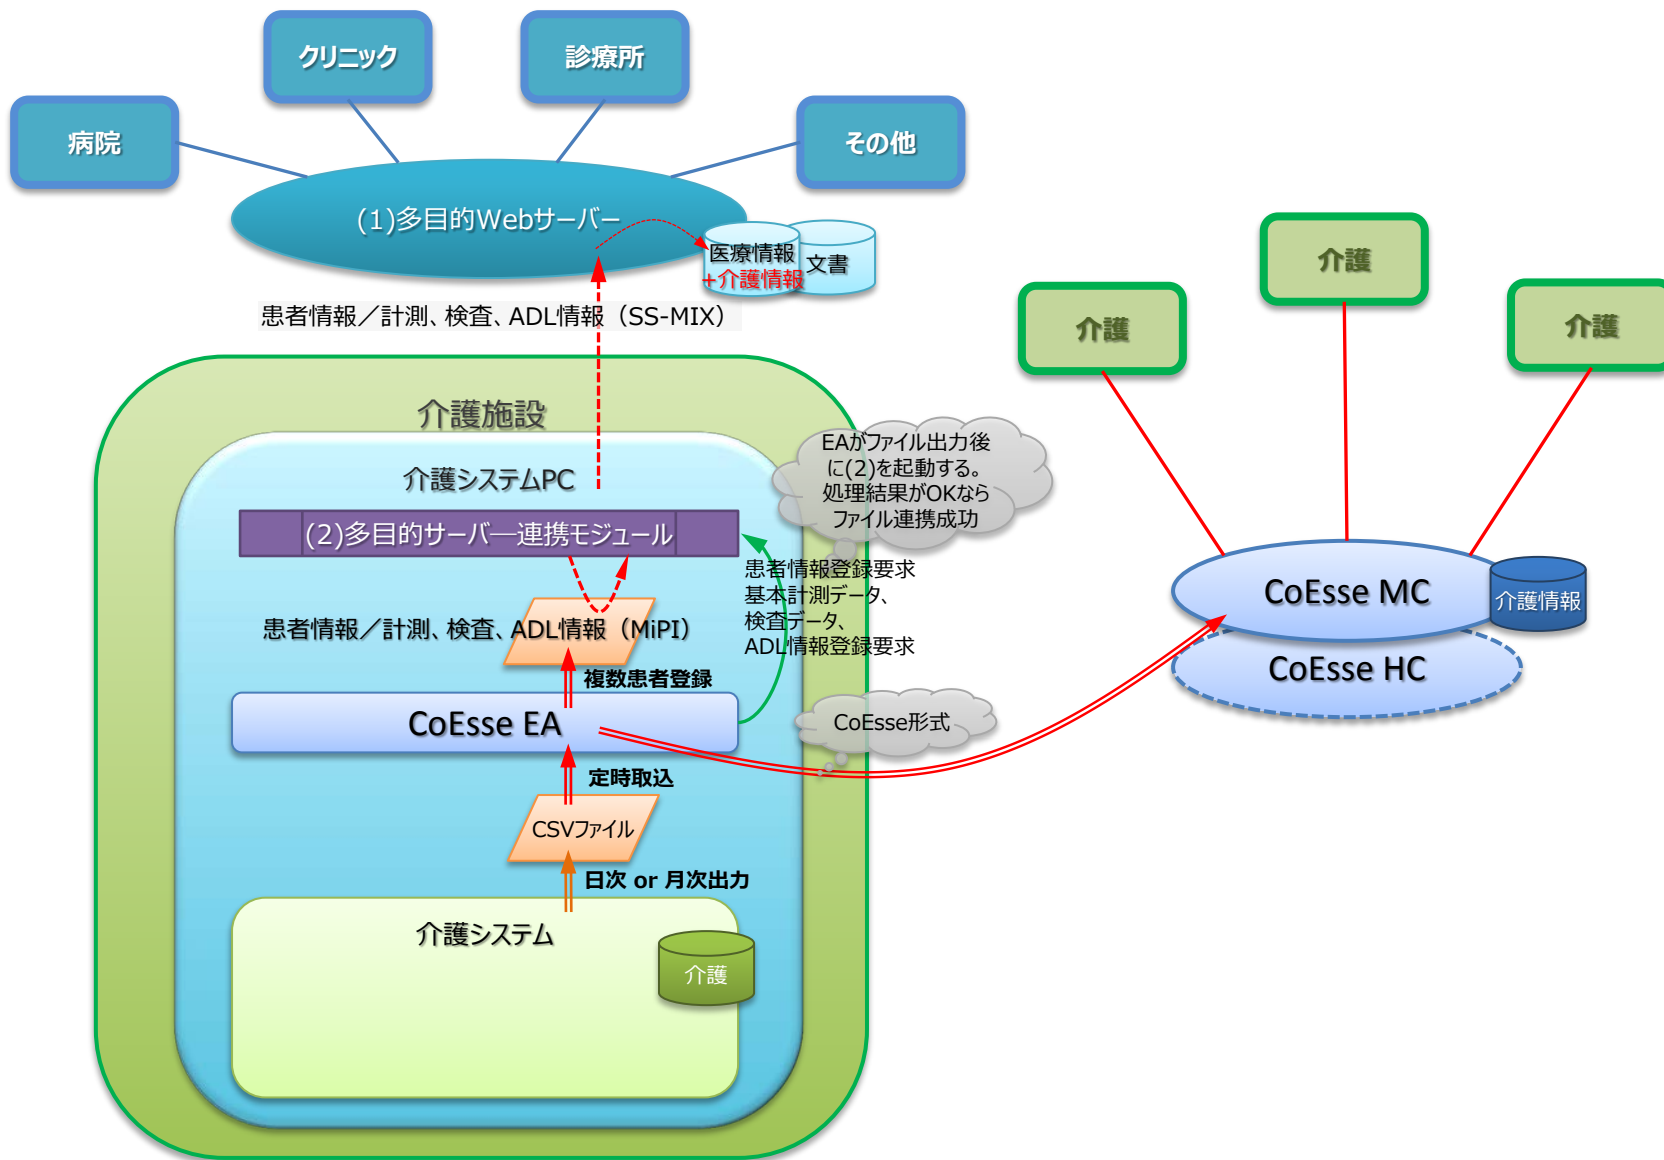 クリニック
診療所
病院
その他
(1)多目的Webサーバー
医療情報
+介護情報
文書
患者情報／計測、検査、ADL情報（SS-MIX）
介護
介護
介護
介護施設
介護システムPC
EAがファイル出力後
に(2)を起動する。
処理結果がOKなら
ファイル連携成功
(2)多目的サーバー連携モジュール
患者情報登録要求
基本計測データ、
検査データ、
ADL情報登録要求
患者情報／計測、検査、ADL情報（MiPI）
複数患者登録
CoEsse EA
CoEsse形式
CoEsse MC
介護情報
CoEsse HC
定時取込
CSVファイル
日次 or 月次出力
介護システム
介護